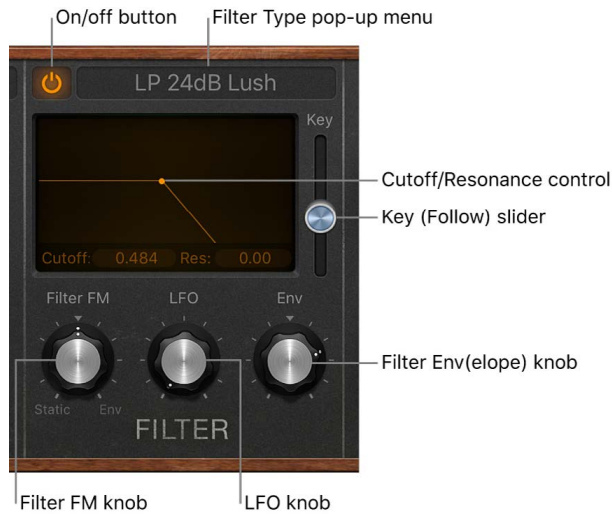 On/off button
Filter Type pop-up menu
LP 24dB Lush
Key
Cutoff/Resonance control
Key (Follow) slider
Cutoff: 0.484 Res: 0.00
Filter FM LFO Env
Filter Env(elope) knob
Static Env
FILTER
Filter FM knob
LFO knob